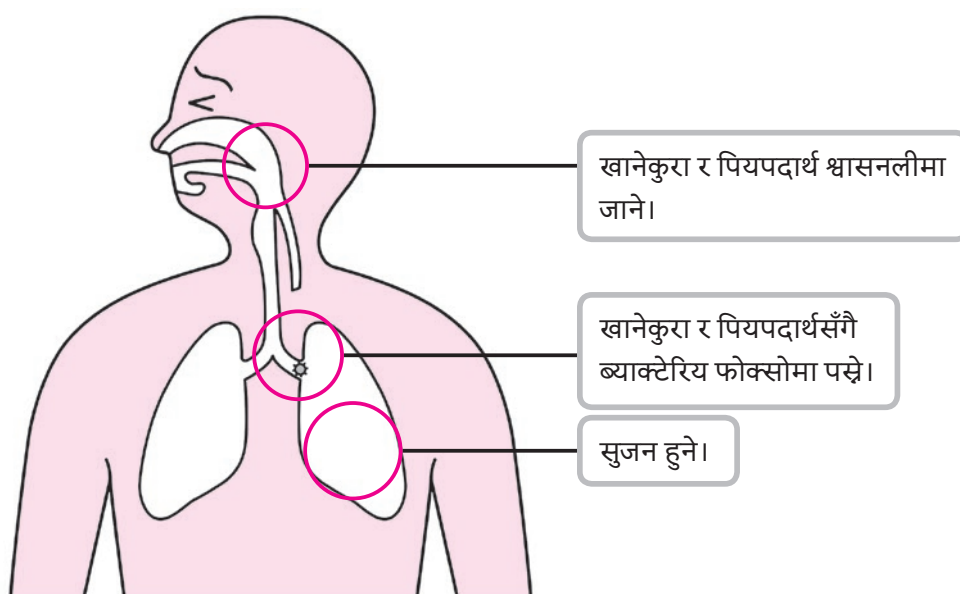 खानेकुरा र पियपदार्थ श्वासनलीमा
जाने।
खानेकुरा र पियपदार्थसँगै
ब्याक्टेरिय फोक्सोमा पस्ने।
सुजन हुने।